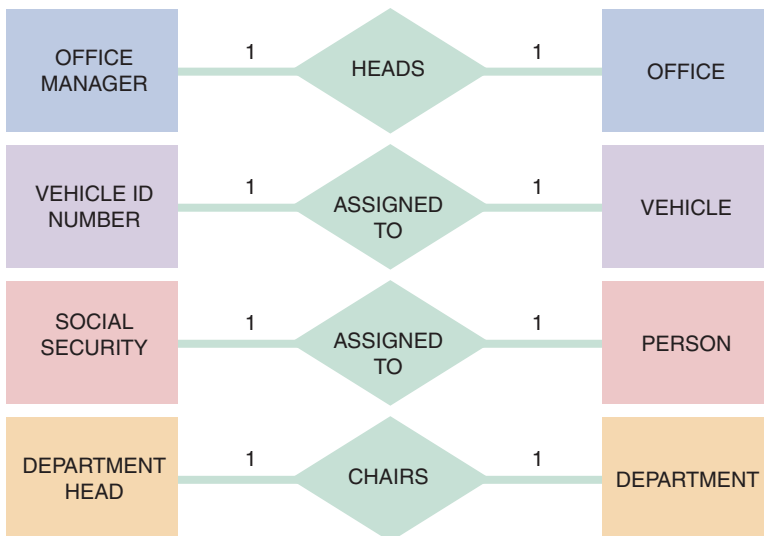 OFFICE
MANAGER
1
HEADS
1
OFFICE
VEHICLE ID
NUMBER
1
ASSIGNED
TO
1
VEHICLE
SOCIAL
SECURITY
1
ASSIGNED
TO
1
PERSON
DEPARTMENT
HEAD
1
CHAIRS
1
DEPARTMENT